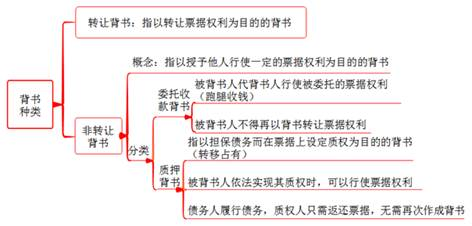 转让背书：指以转让票据权利为目的的背书
背书
种类
概念：指以授予他人行使一定的票据权利为目的的背书
非转让
背书
分类
委托收
款背书
被背书人代背书人行使被委托的票据权利
（跑腿收钱）
被背书人不得再以背书转让票据权利
质押
背书
指以担保债务而在票据上设定质权为目的的背书
（转移占有）
被背书人依法实现其质权时，可以行使票据权利
债务人履行债务，质权人只需返还票据，无需再次作成背书